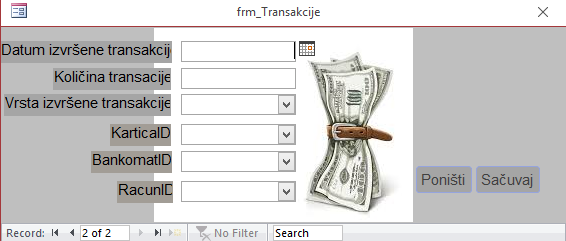 frm_Transakcije
Datum izvršene transakcije
Količina transacije
Vrsta izvršene transakcije
KarticaID
BankomatID
RacunID
Poništi Sačuvaj
Record: 2 of 2 No Filter Search